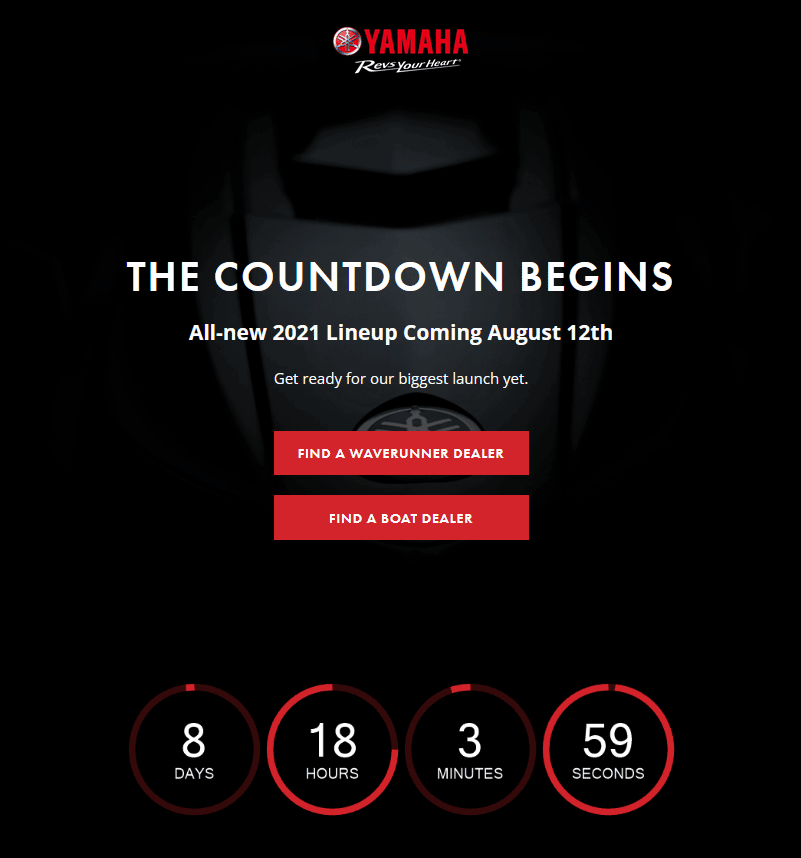 YAMAHA
Revs Your Heart
THE COUNTDOWN BEGINS
All-new 2021 Lineup Coming August 12th
Get ready for our biggest launch yet.
FIND A WAVERUNNER DEALER
FIND A BOAT DEALER
8 18 3 59
DAYS HOURS MINUTES SECONDS